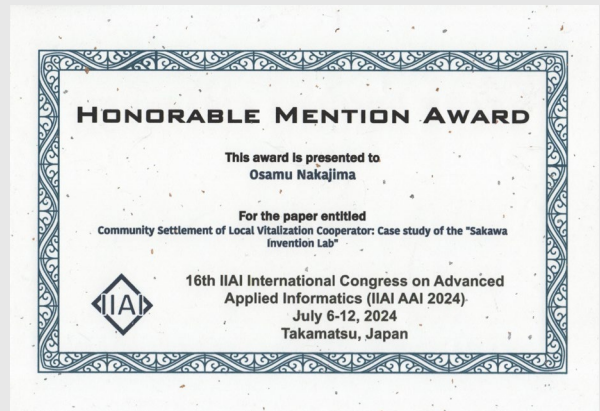 HONORABLE MENTION AWARD
This award is presented to
Osamu Nakajima
For the paper entitled
Community Settlement of Local Vitalization Cooperator: Case study of the "Sakawa
Invention Lab"
16th IIAI International Congress on Advanced
Applied Informatics (IIAI AAI 2024)
July 6-12, 2024
Takamatsu, Japan
IIAI